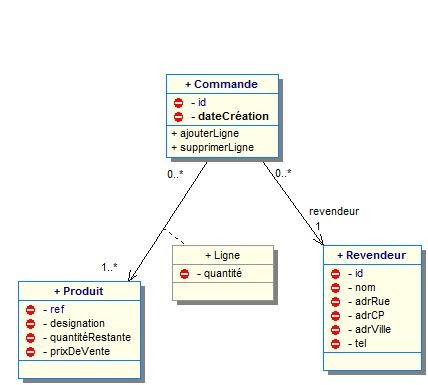 + Commande
- id
- dateCréation
+ ajouterLigne
+ supprimerLigne
0..*
0..*
revendeur
1
1..*
+ Ligne
- quantité
+ Produit
- ref
- designation
- quantitéRestante
- prixDeVente
+ Revendeur
- id
- nom
- adrRue
- adrCP
- adrVille
- tel